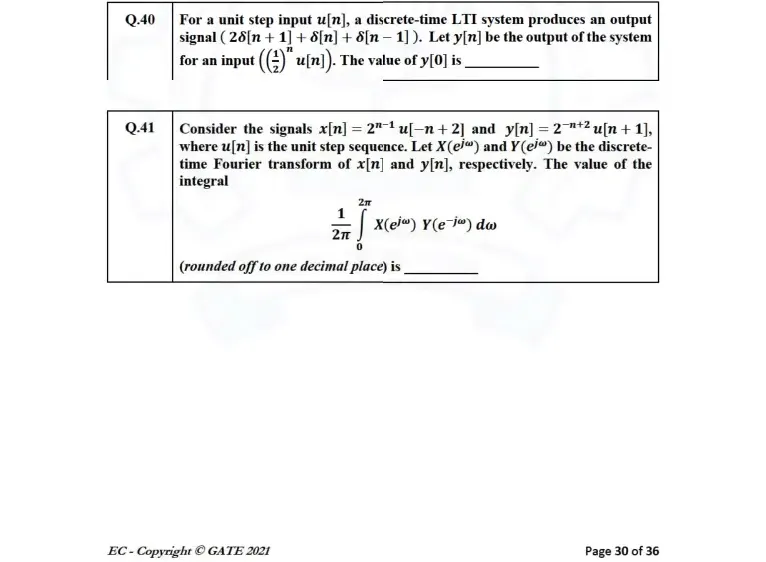 Q.40 For a unit step input u[n], a discrete-time LTI system produces an output
signal ( 2δ[n + 1] + δ[n] + δ[n − 1] ). Let y[n] be the output of the system
for an input ((1/2)^n u[n]). The value of y[0] is __________
Q.41 Consider the signals x[n] = 2^(n−1) u[−n + 2] and y[n] = 2^(−n+2) u[n + 1],
where u[n] is the unit step sequence. Let X(e^(jω)) and Y(e^(jω)) be the discrete-
time Fourier transform of x[n] and y[n], respectively. The value of the
integral
1/2π ∫_0^2π X(e^(jω)) Y(e^(−jω)) dω
(rounded off to one decimal place) is __________
EC - Copyright © GATE 2021 Page 30 of 36